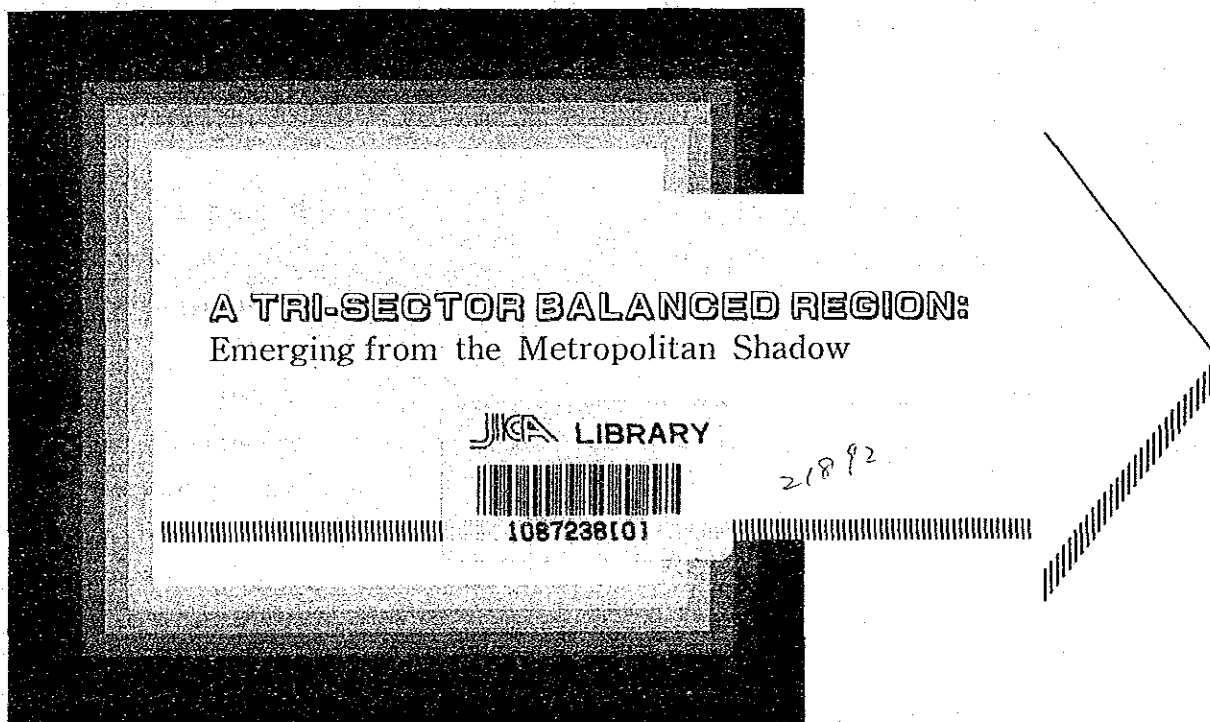 A TRI-SECTOR BALANCED REGION:
Emerging from the Metropolitan Shadow
JICA LIBRARY
21892
1087238[0]